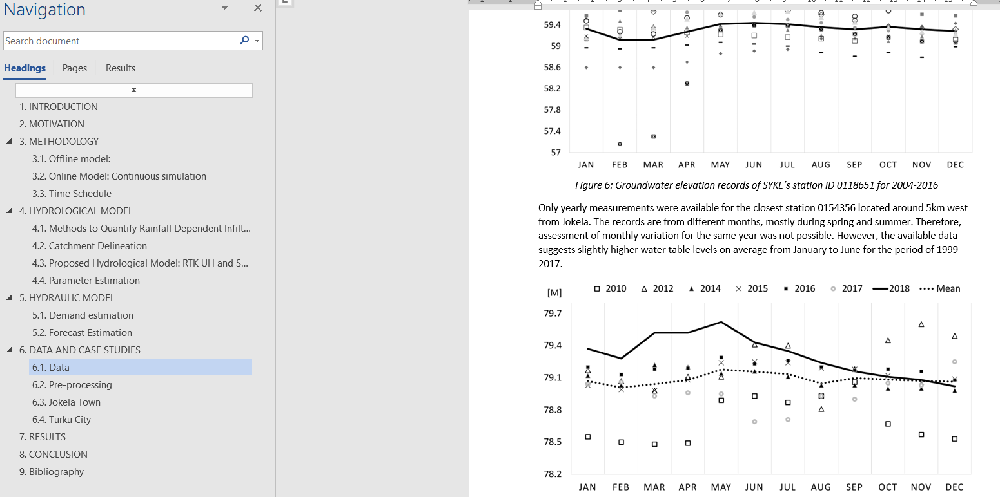 Navigation
Search document
Headings Pages Results
1. INTRODUCTION
2. MOTIVATION
3. METHODOLOGY
3.1. Offline model:
3.2. Online Model: Continuous simulation
3.3. Time Schedule
4. HYDROLOGICAL MODEL
4.1. Methods to Quantify Rainfall Dependent Infilt...
4.2. Catchment Delineation
4.3. Proposed Hydrological Model: RTK UH and S...
4.4. Parameter Estimation
5. HYDRAULIC MODEL
5.1. Demand estimation
5.2. Forecast Estimation
6. DATA AND CASE STUDIES
6.1. Data
6.2. Pre-processing
6.3. Jokela Town
6.4. Turku City
7. RESULTS
8. CONCLUSION
9. Bibliography
59.4
59
58.6
58.2
57.8
57.4
57
JAN FEB MAR APR MAY JUN JUL AUG SEP OCT NOV DEC
Figure 6: Groundwater elevation records of SYKE's station ID 0118651 for 2004-2016
Only yearly measurements were available for the closest station 0154356 located around 5km west
from Jokela. The records are from different months, mostly during spring and summer. Therefore,
assessment of monthly variation for the same year was not possible. However, the available data
suggests slightly higher water table levels on average from January to June for the period of 1999-
2017.
[M] 2010 2012 2014 2015 2016 2017 2018 Mean
79.7
79.4
79.1
78.8
78.5
78.2
JAN FEB MAR APR MAY JUN JUL AUG SEP OCT NOV DEC